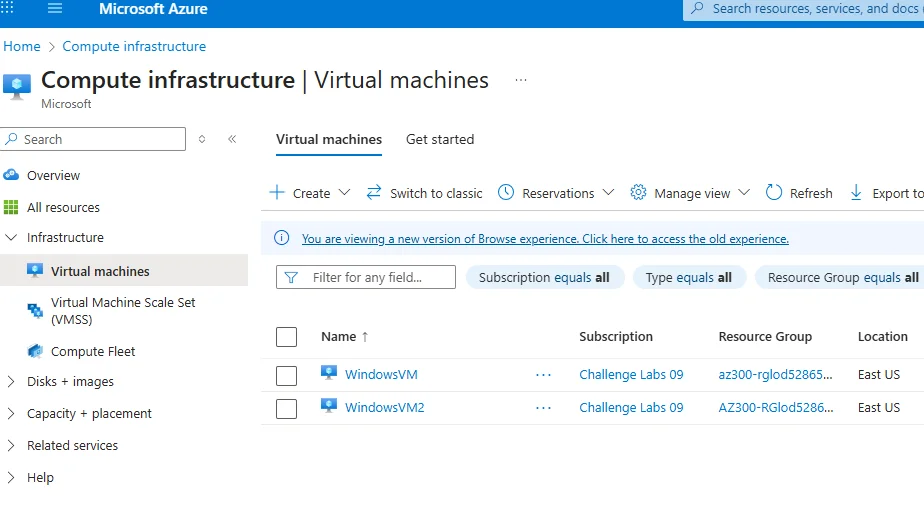 Microsoft Azure
Search resources, services, and docs
Home > Compute infrastructure
Compute infrastructure | Virtual machines ...
Microsoft
Search
Overview
All resources
Infrastructure
Virtual machines
Virtual Machine Scale Set
(VMSS)
Compute Fleet
Disks + images
Capacity + placement
Related services
Help
Virtual machines Get started
Create Switch to classic Reservations Manage view Refresh Export to
You are viewing a new version of Browse experience. Click here to access the old experience.
Filter for any field... Subscription equals all Type equals all Resource Group equals all
Name ↑ Subscription Resource Group Location
WindowsVM ... Challenge Labs 09 az300-rglod52865... East US
WindowsVM2 ... Challenge Labs 09 AZ300-RGlod5286... East US